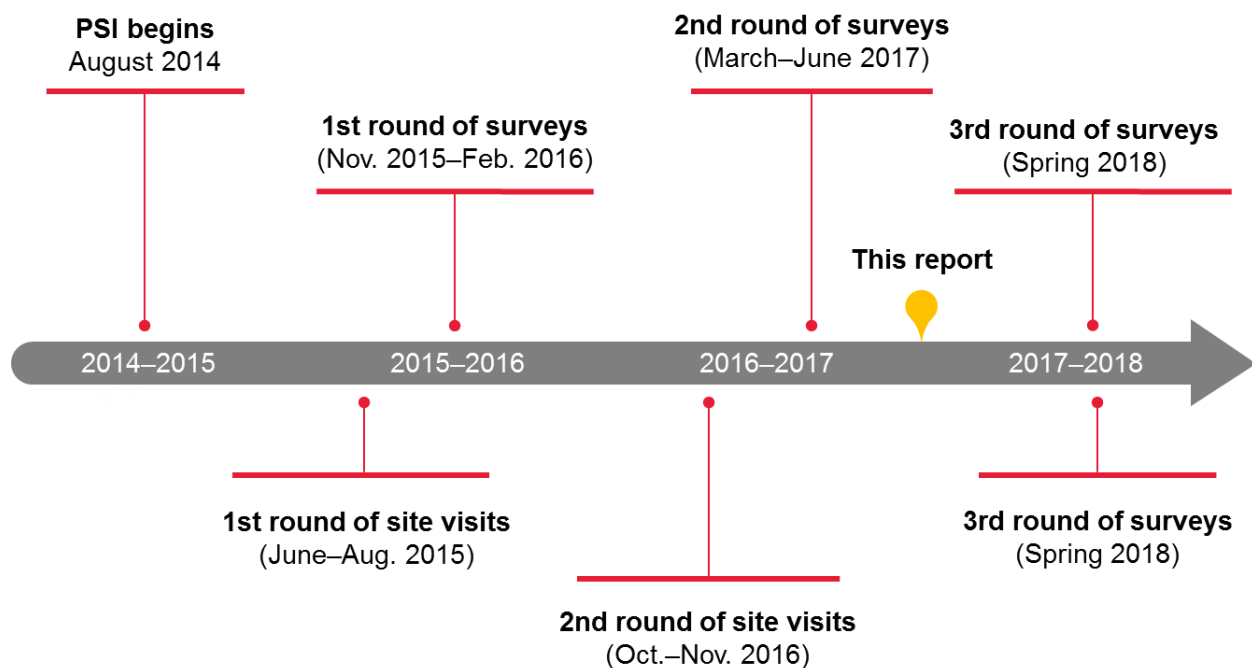 PSI begins
August 2014
2nd round of surveys
(March–June 2017)
1st round of surveys
(Nov. 2015–Feb. 2016)
3rd round of surveys
(Spring 2018)
This report
2014–2015
2015–2016
2016–2017
2017–2018
1st round of site visits
(June–Aug. 2015)
3rd round of surveys
(Spring 2018)
2nd round of site visits
(Oct.–Nov. 2016)